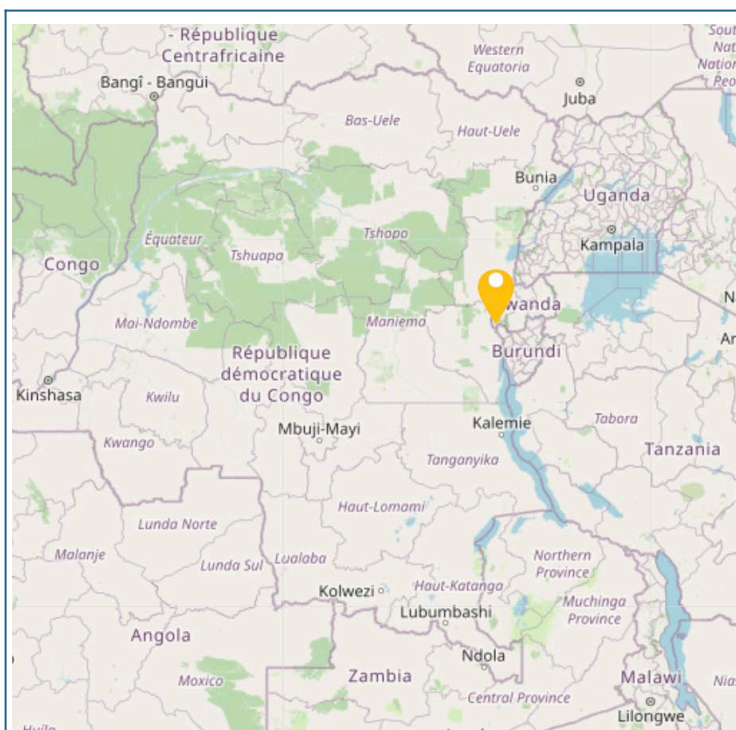 - République
Centrafricaine
Western
Equatoria
Bangî - Bangui
Juba
Bas-Uele
Haut-Uele
Bunia
Uganda
Kampala
Équateur
Tshopo
Tshuapa
Congo
wanda
Mai-Ndombe
Maniema
Burundi
République
démocratique
du Congo
Kinshasa
Kwilu
Kwango
Mbuji-Mayi
Kalemie
Tabora
Tanzania
Tanganyika
Haut-Lomami
Lunda Norte
Malanje
Lunda Sul
Lualaba
Northern
Province
Kolwezi
Haut-Katanga
Muchinga
Province
Lubumbashi
Angola
Ndola
Moxico
Zambia
Malawi
Central Province
Lilongwe